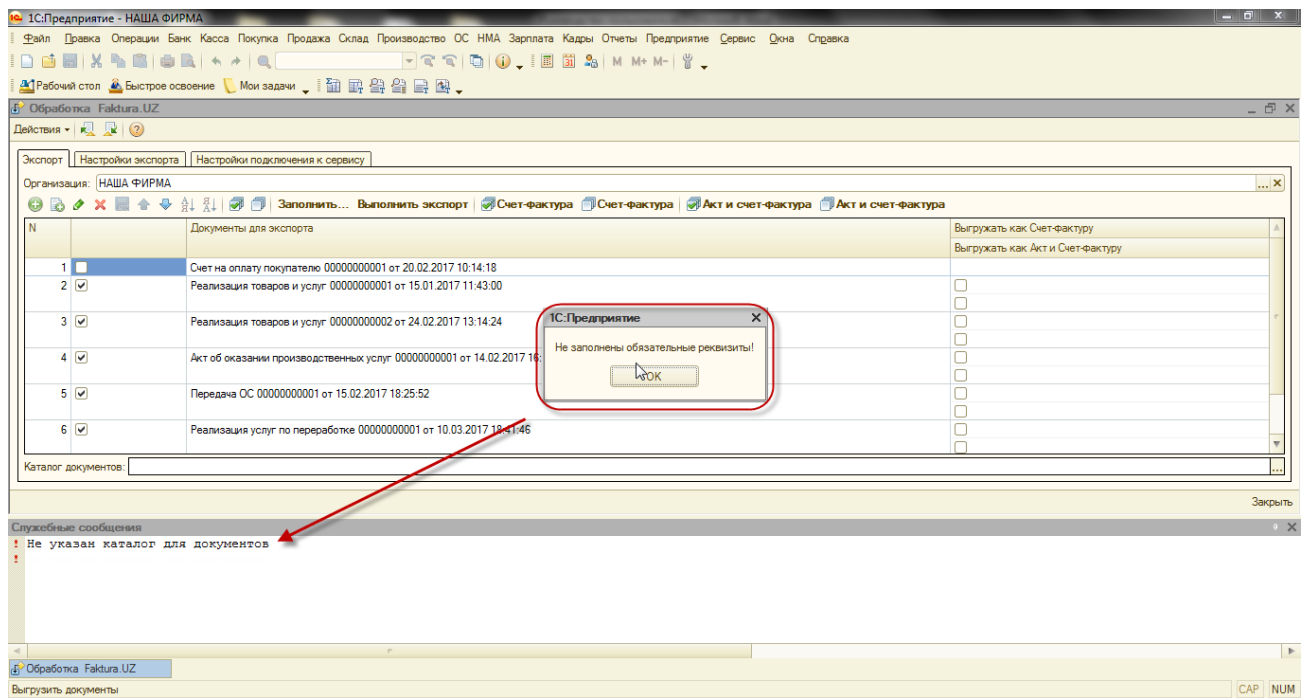 1С:Предприятие - НАША ФИРМА
Файл Правка Операции Банк Касса Покупка Продажа Склад Производство ОС НМА Зарплата Кадры Отчеты Предприятие Сервис Окна Справка
M M+ M-
Рабочий стол Быстрое освоение Мои задачи
Обработка Faktura.UZ
Действия
Экспорт Настройки экспорта Настройки подключения к сервису
Организация: НАША ФИРМА
Заполнить... Выполнить экспорт Счет-фактура Счет-фактура Акт и счет-фактура Акт и счет-фактура
N Документы для экспорта Выгружать как Счет-фактуру
Выгружать как Акт и Счет-фактуру
1 Счет на оплату покупателю 00000000001 от 20.02.2017 10:14:18
2 Реализация товаров и услуг 00000000001 от 15.01.2017 11:43:00
3 Реализация товаров и услуг 00000000002 от 24.02.2017 13:14:24
1С:Предприятие
Не заполнены обязательные реквизиты!
OK
4 Акт об оказании производственных услуг 00000000001 от 14.02.2017 16:
5 Передача ОС 00000000001 от 15.02.2017 18:25:52
6 Реализация услуг по переработке 00000000001 от 10.03.2017 18:41:46
Каталог документов:
Закрыть
Служебные сообщения
! Не указан каталог для документов
!
Обработка Faktura.UZ
Выгрузить документы CAP NUM